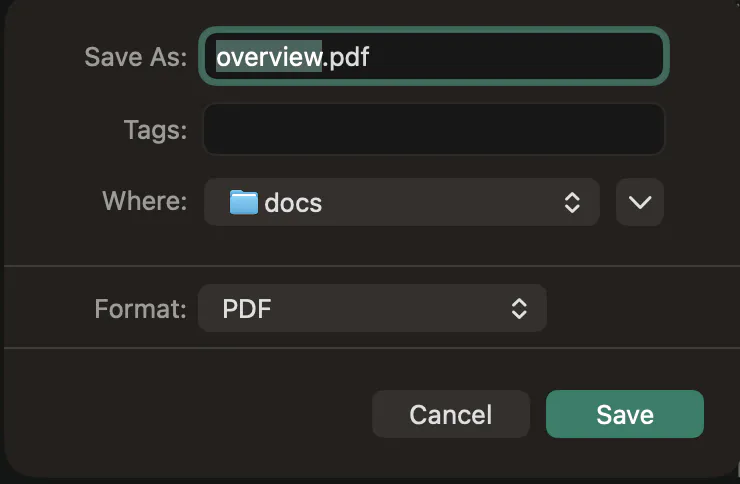 Save As: overview.pdf
Tags:
Where: docs
Format: PDF
Cancel Save